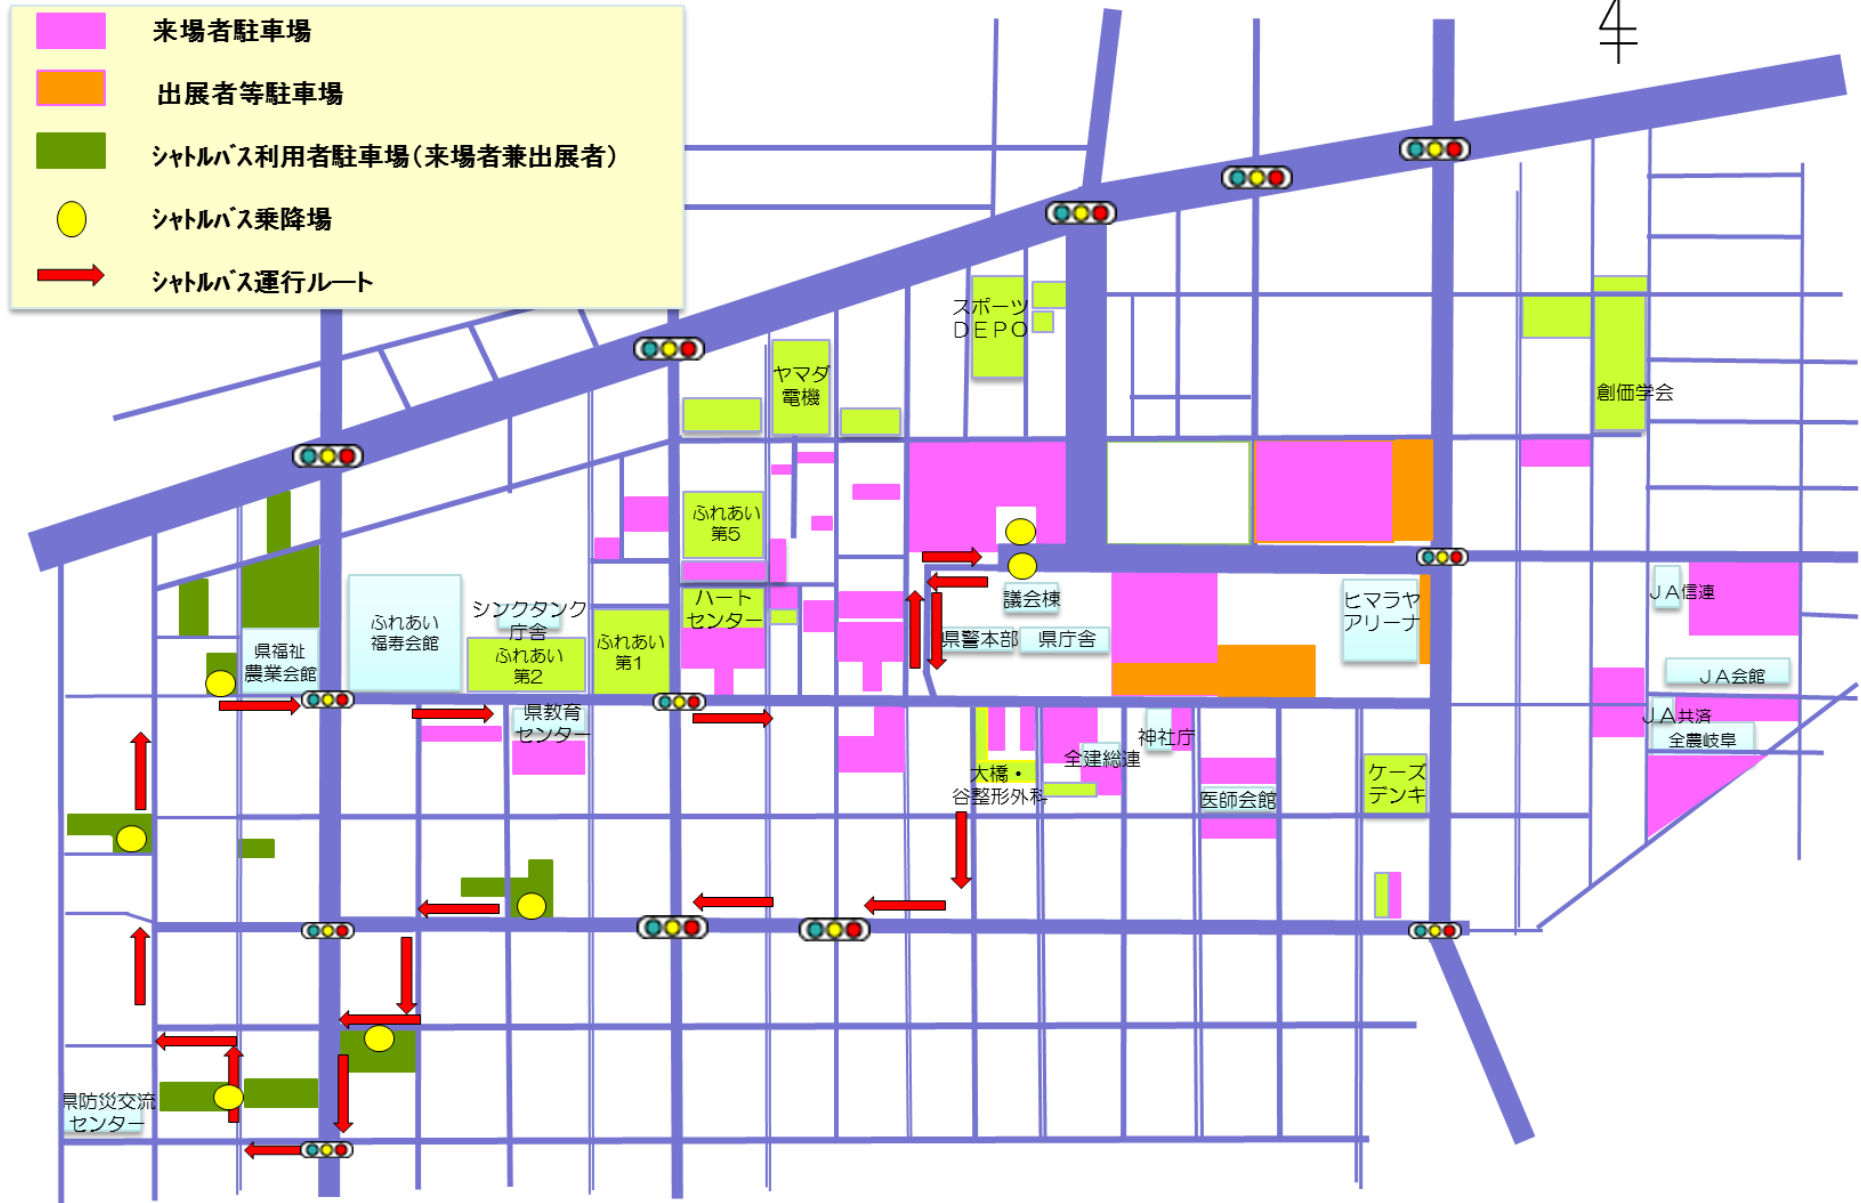 来場者駐車場
出展者等駐車場
ｼｬﾄﾙﾊﾞｽ利用者駐車場(来場者兼出展者)
ｼｬﾄﾙﾊﾞｽ乗降場
ｼｬﾄﾙﾊﾞｽ運行ルート
スポーツ
ＤＥＰＯ
ヤマダ
電機
創価学会
ふれあい
第5
ハート
センター
シンクタンク
庁舎
ふれあい
福寿会館
ふれあい
第2
ふれあい
第1
県福祉
農業会館
議会棟
県警本部
県庁舎
ヒマラヤ
アリーナ
ＪＡ信連
ＪＡ会館
ＪＡ共済
全農岐阜
県教育
センター
神社庁
全建総連
大橋・
谷整形外科
医師会館
ケーズ
デンキ
県防災交流
センター